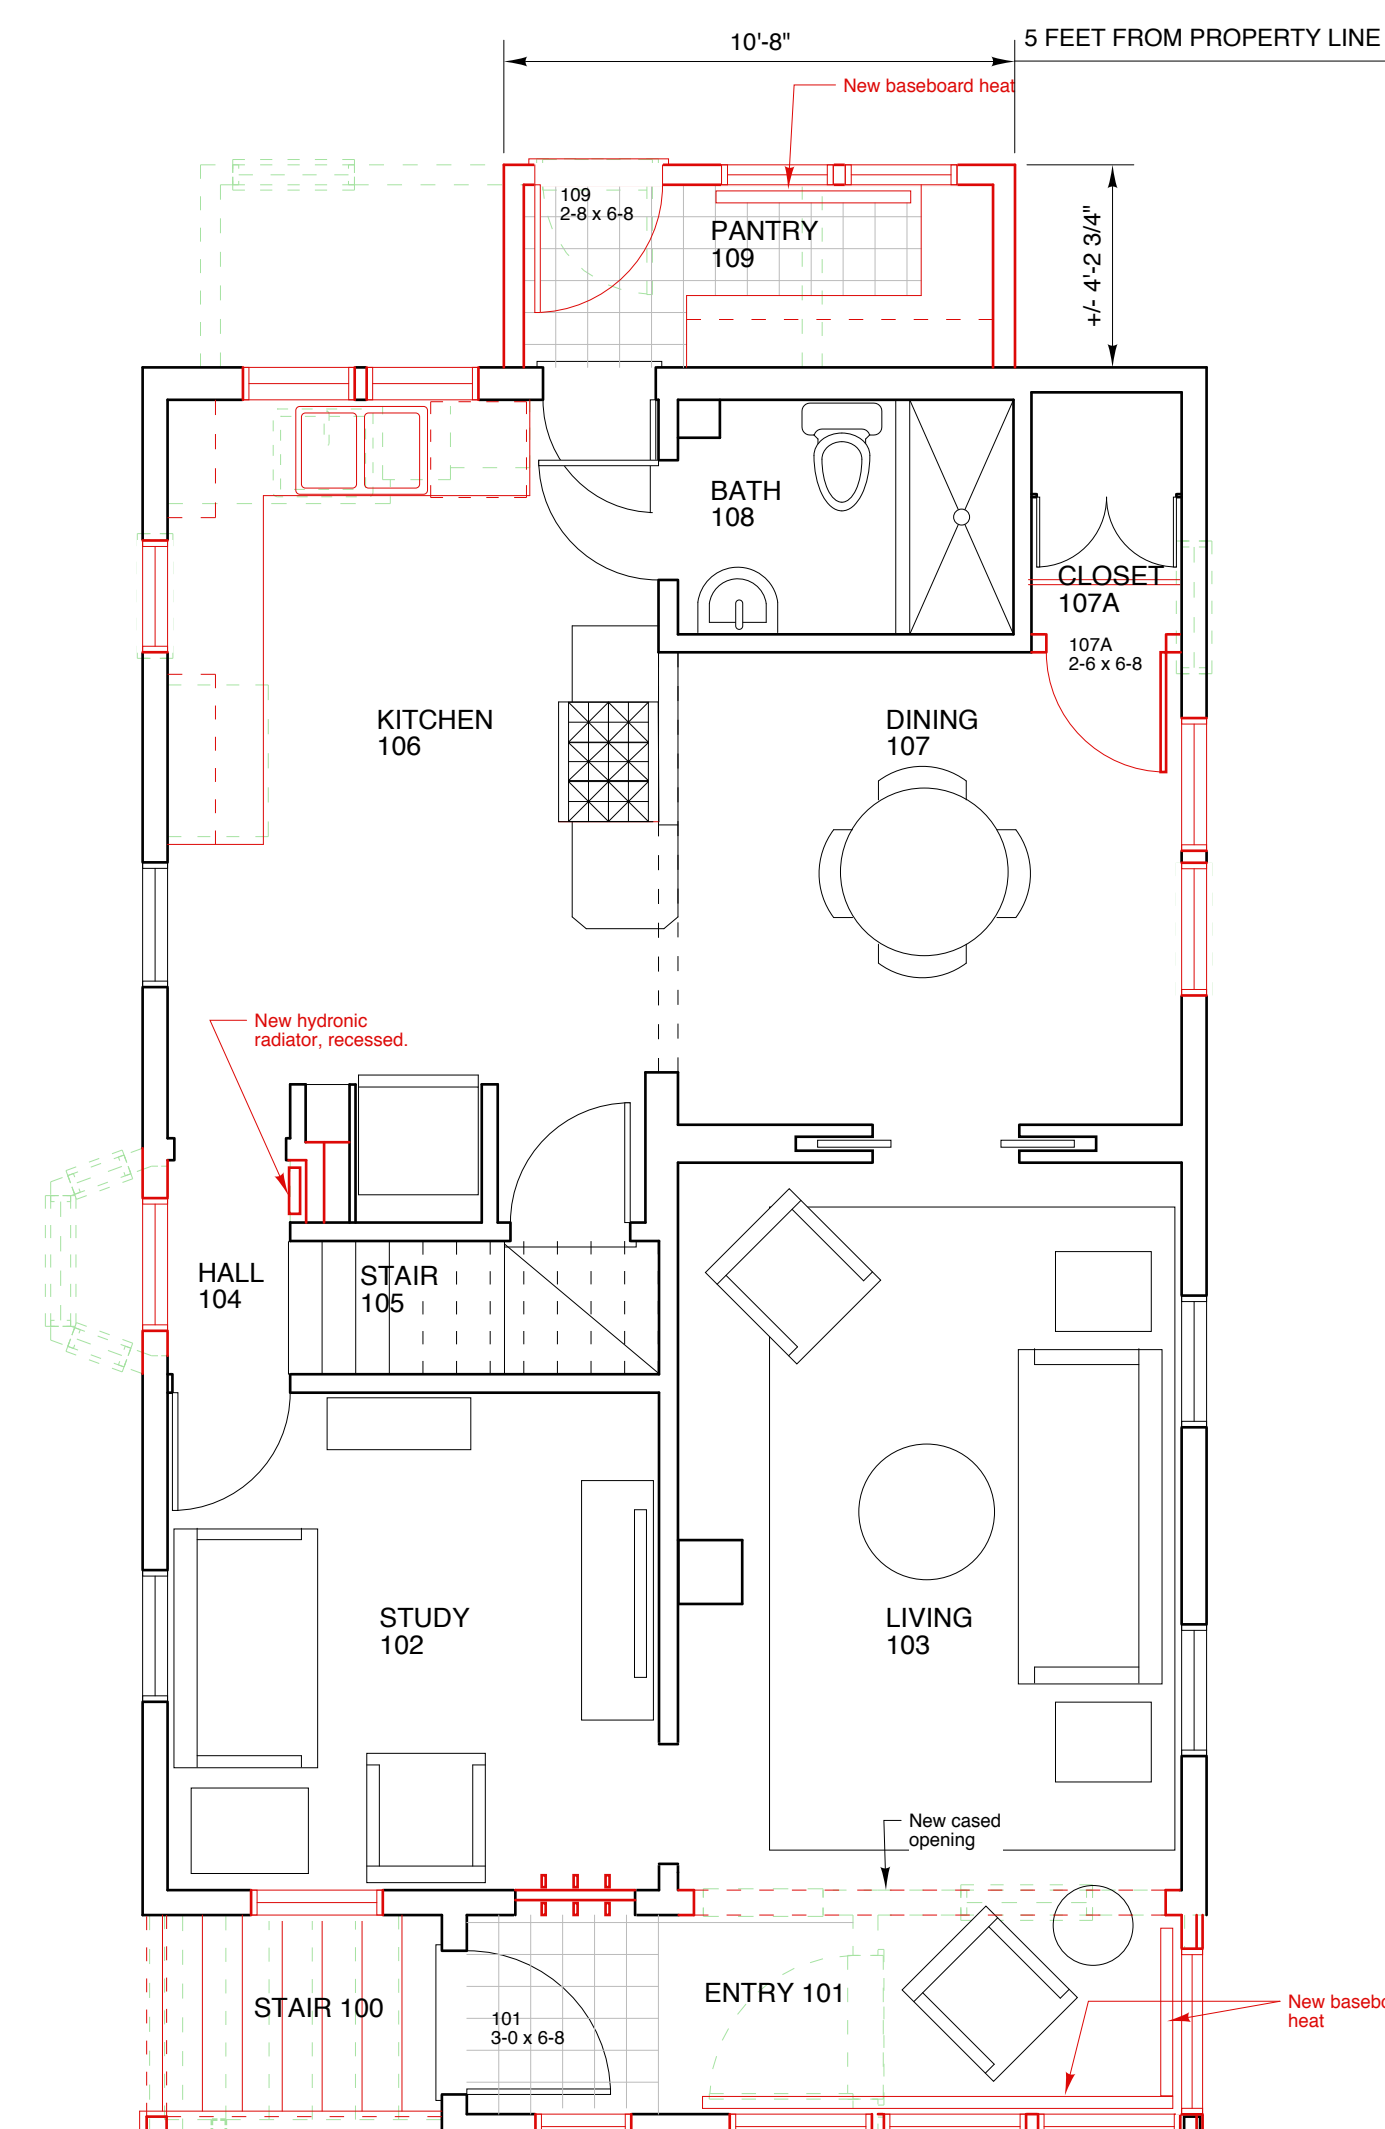 10'-8"
5 FEET FROM PROPERTY LINE
New baseboard heat
109
2-8 x 6-8
PANTRY
109
+/- 4'-2 3/4"
BATH
108
CLOSET
107A
107A
2-6 x 6-8
KITCHEN
106
DINING
107
New hydronic
radiator, recessed.
HALL
104
STAIR
105
STUDY
102
LIVING
103
New cased
opening
STAIR 100
101
3-0 x 6-8
ENTRY 101
New basebo
heat